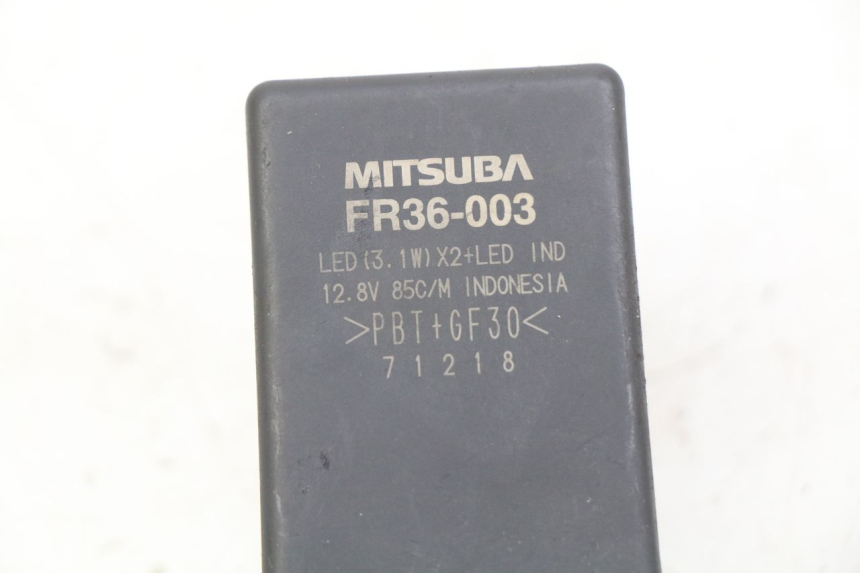 MITSUBA
FR36-003
LED(3.1W)X2+LED IND
12.8V 85C/M INDONESIA
>PBT+GF30<
71218